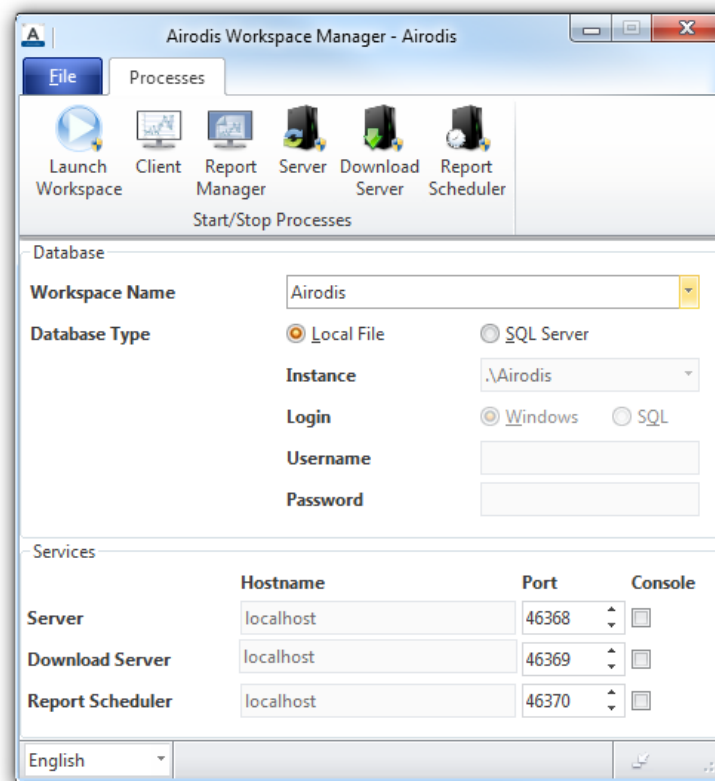 Airodis Workspace Manager - Airodis
File Processes
Launch Workspace Client Report Manager Server Download Server Report Scheduler
Start/Stop Processes
Database
Workspace Name Airodis
Database Type Local File SQL Server
Instance .\Airodis
Login Windows SQL
Username
Password
Services
Hostname Port Console
Server localhost 46368
Download Server localhost 46369
Report Scheduler localhost 46370
English